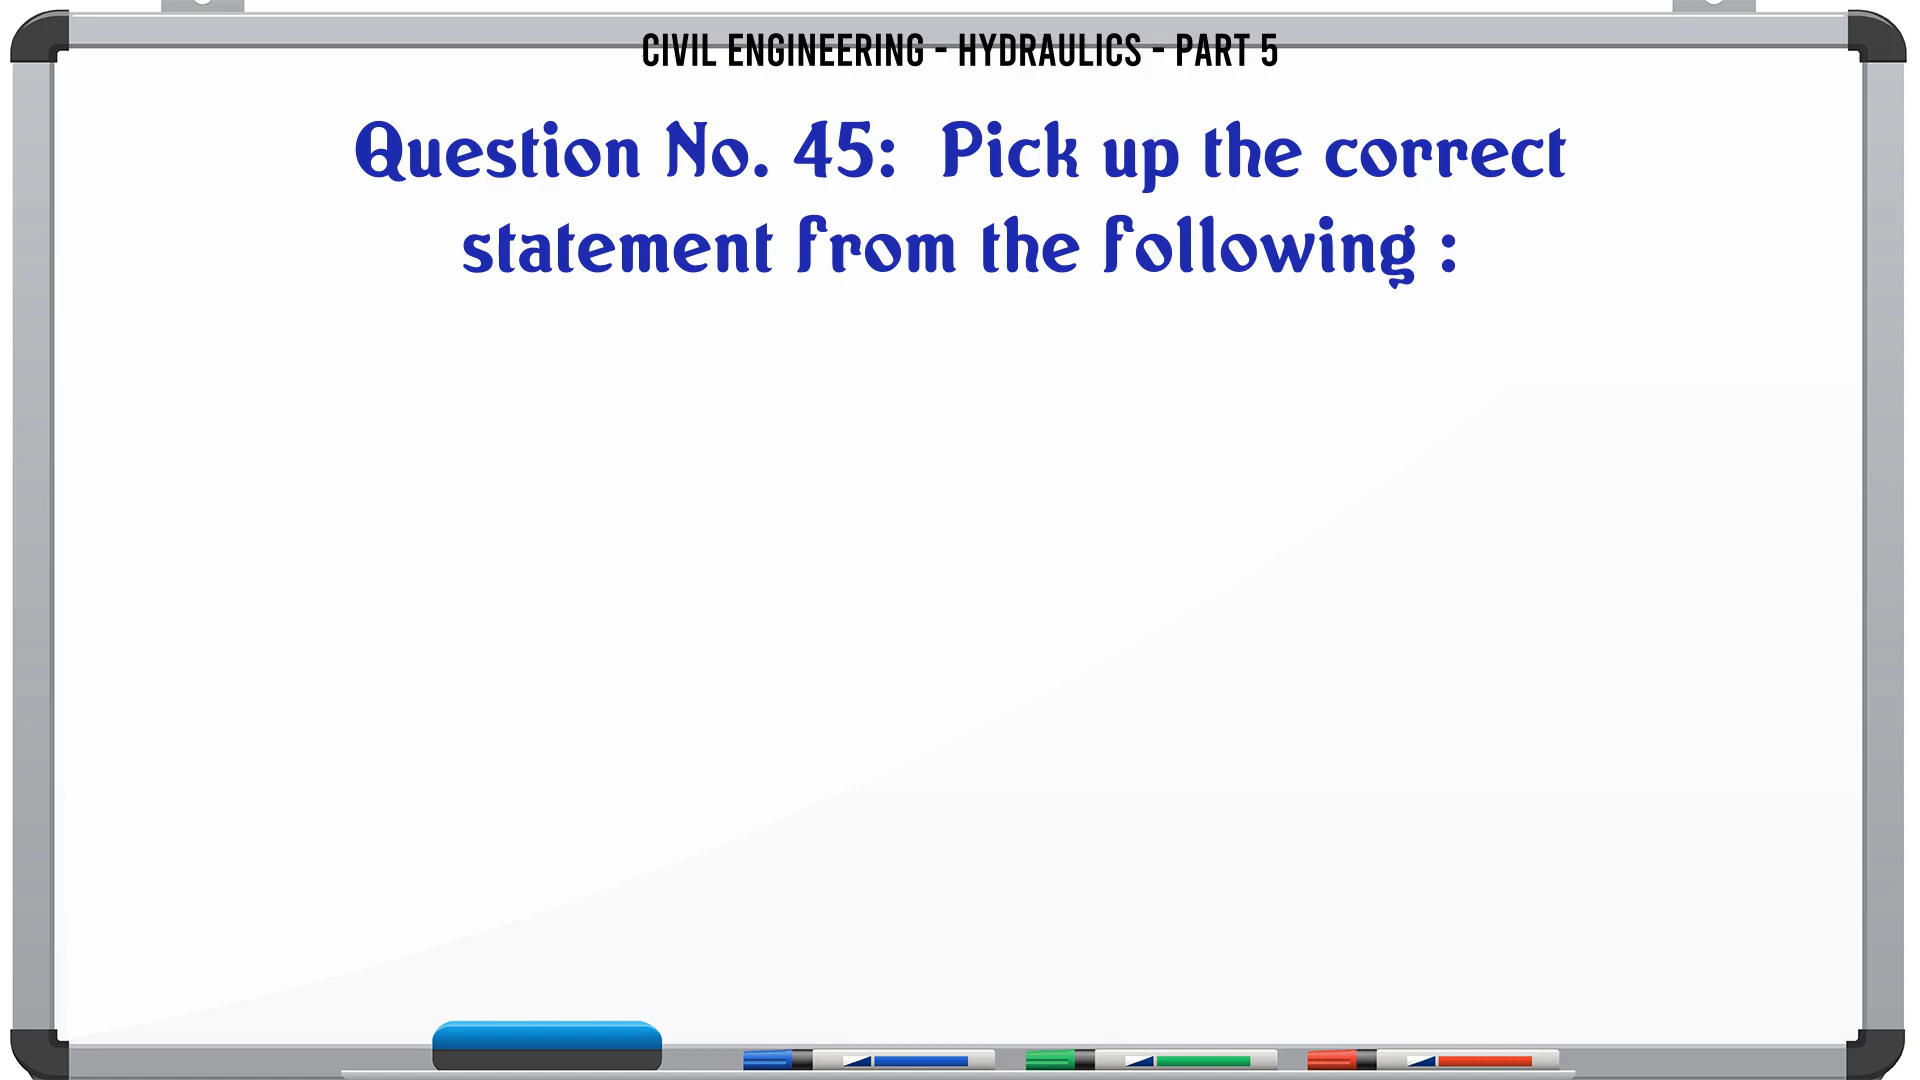 CIVIL ENGINEERING - HYDRAULICS - PART 5
Question No. 45: Pick up the correct
statement from the following :